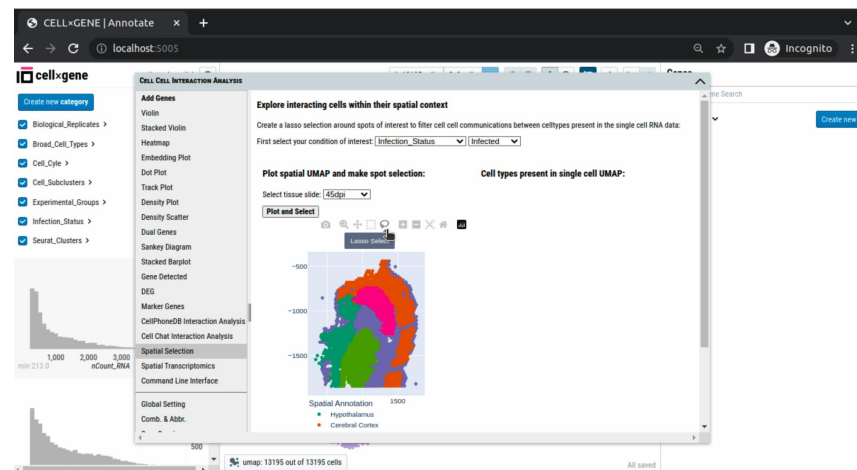 CELL×GENE | Annotate
localhost:5005
Incognito
cell×gene
Create new category
Biological_Replicates
Broad_Cell_Types
Cell_Cyle
Cell_Subclusters
Experimental_Groups
Infection_Status
Seurat_Clusters
1,000 2,000 3,000
min 213.0 nCount_RNA
CELL CELL INTERACTION ANALYSIS
Add Genes
Violin
Stacked Violin
Heatmap
Embedding Plot
Dot Plot
Track Plot
Density Plot
Density Scatter
Dual Genes
Sankey Diagram
Stacked Barplot
Gene Detected
DEG
Marker Genes
CellPhoneDB Interaction Analysis
Cell Chat Interaction Analysis
Spatial Selection
Spatial Transcriptomics
Command Line Interface
Global Setting
Comb. & Abbr.
Explore interacting cells within their spatial context
Create a lasso selection around spots of interest to filter cell cell communications between celltypes present in the single cell RNA data:
First select your condition of interest: Infection_Status Infected
Plot spatial UMAP and make spot selection:
Select tissue slide: 45dpi
Plot and Select
Lasso Select
−500
−1000
−1500
1500
Spatial Annotation
Hypothalamus
Cerebral Cortex
Cell types present in single cell UMAP:
me Search
Create new
500
umap: 13195 out of 13195 cells
All saved